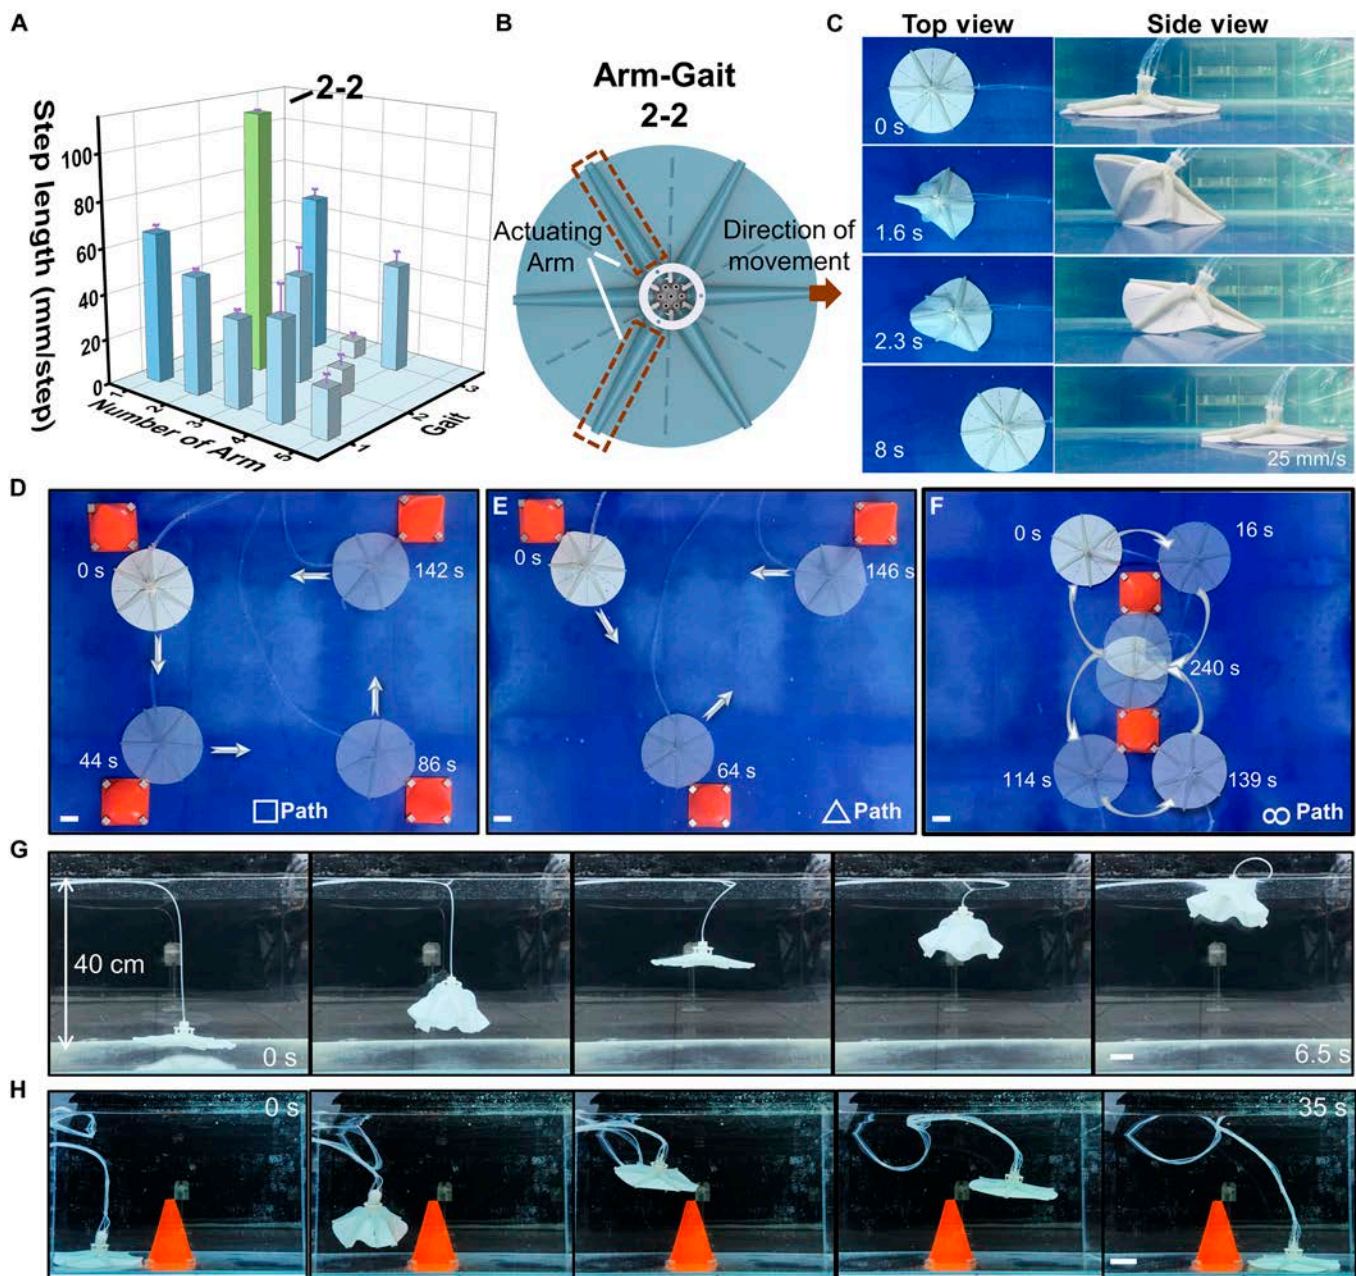 A
Step length (mm/step)
100
80
60
40
20
0
2-2
1
2
3
4
5
Number of Arm
1
2
3
Gait
B
Arm-Gait
2-2
Actuating
Arm
Direction of
movement
C
Top view
Side view
0 s
1.6 s
2.3 s
8 s
25 mm/s
D
0 s
142 s
44 s
86 s
Path
E
0 s
146 s
64 s
Path
F
0 s
16 s
240 s
114 s
139 s
∞ Path
G
40 cm
0 s
6.5 s
H
0 s
35 s